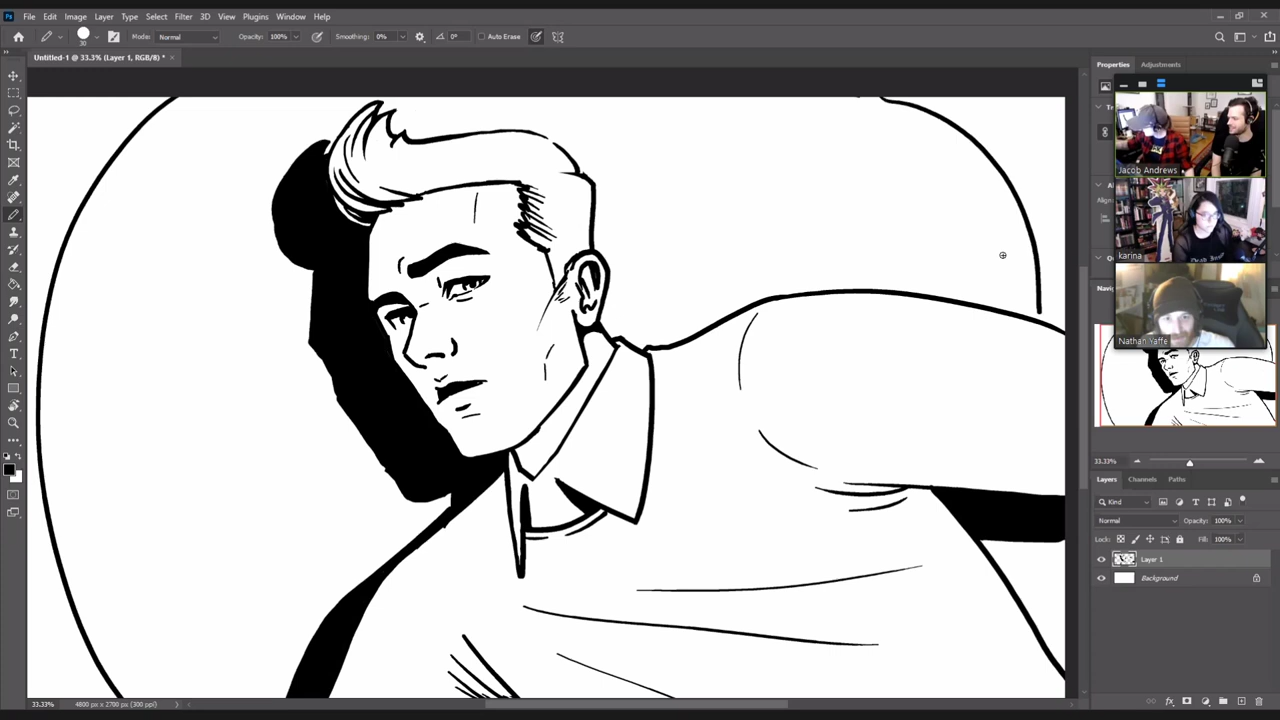 Ps File Edit Image Layer Type Select Filter 3D View Plugins Window Help
30 Mode: Normal Opacity: 100% Smoothing: 0% 0° Auto Erase
Untitled-1 @ 33.3% (Layer 1, RGB/8) *
Properties Adjustments
Jacob Andrews
karina
Nathan Yaffe
33.33%
Layers Channels Paths
Kind
Normal Opacity: 100%
Lock: Fill: 100%
Layer 1
Background
33.33% 4800 px x 2700 px (300 ppi)